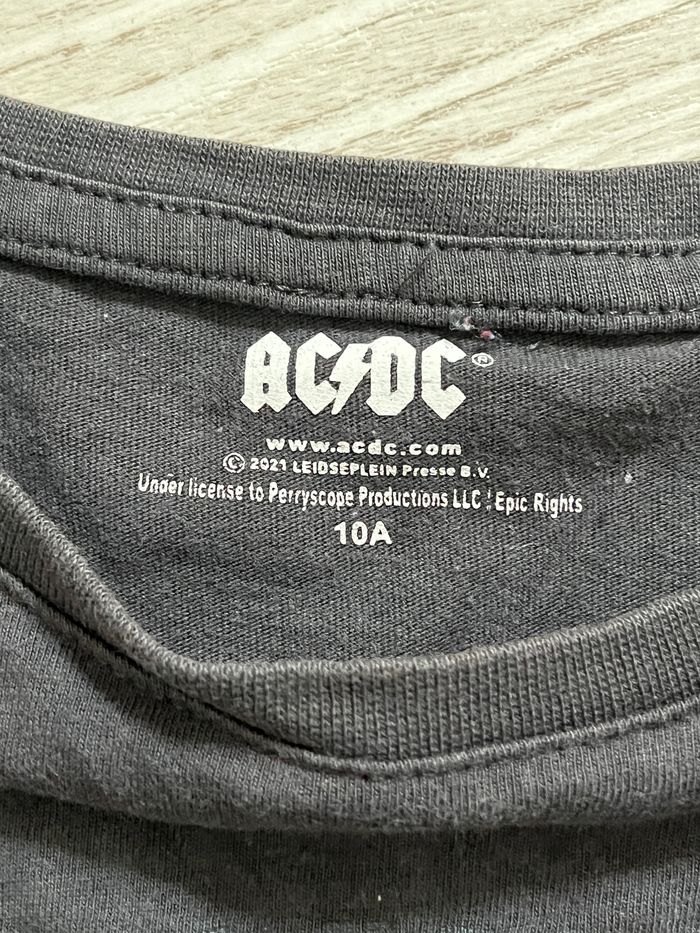 AC⚡DC®
www.acdc.com
© 2021 LEIDSEPLEIN Presse B.V.
Under license to Perryscope Productions LLC / Epic Rights
10A